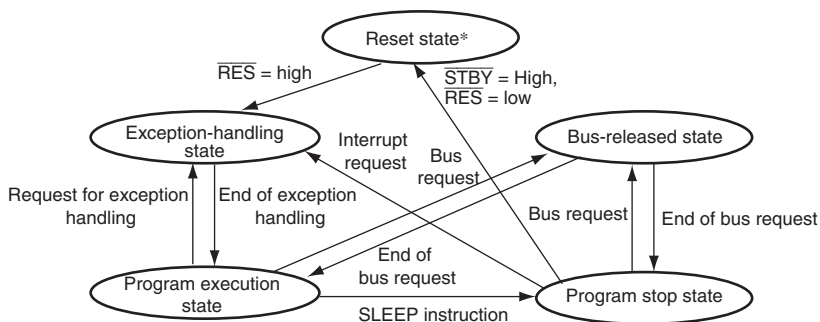 Reset state*
RES = high
STBY = High,
RES = low
Exception-handling
state
Interrupt
request
Bus
request
Bus-released state
Request for exception
handling
End of exception
handling
Bus request
End of bus request
End of
bus request
Program execution
state
SLEEP instruction
Program stop state